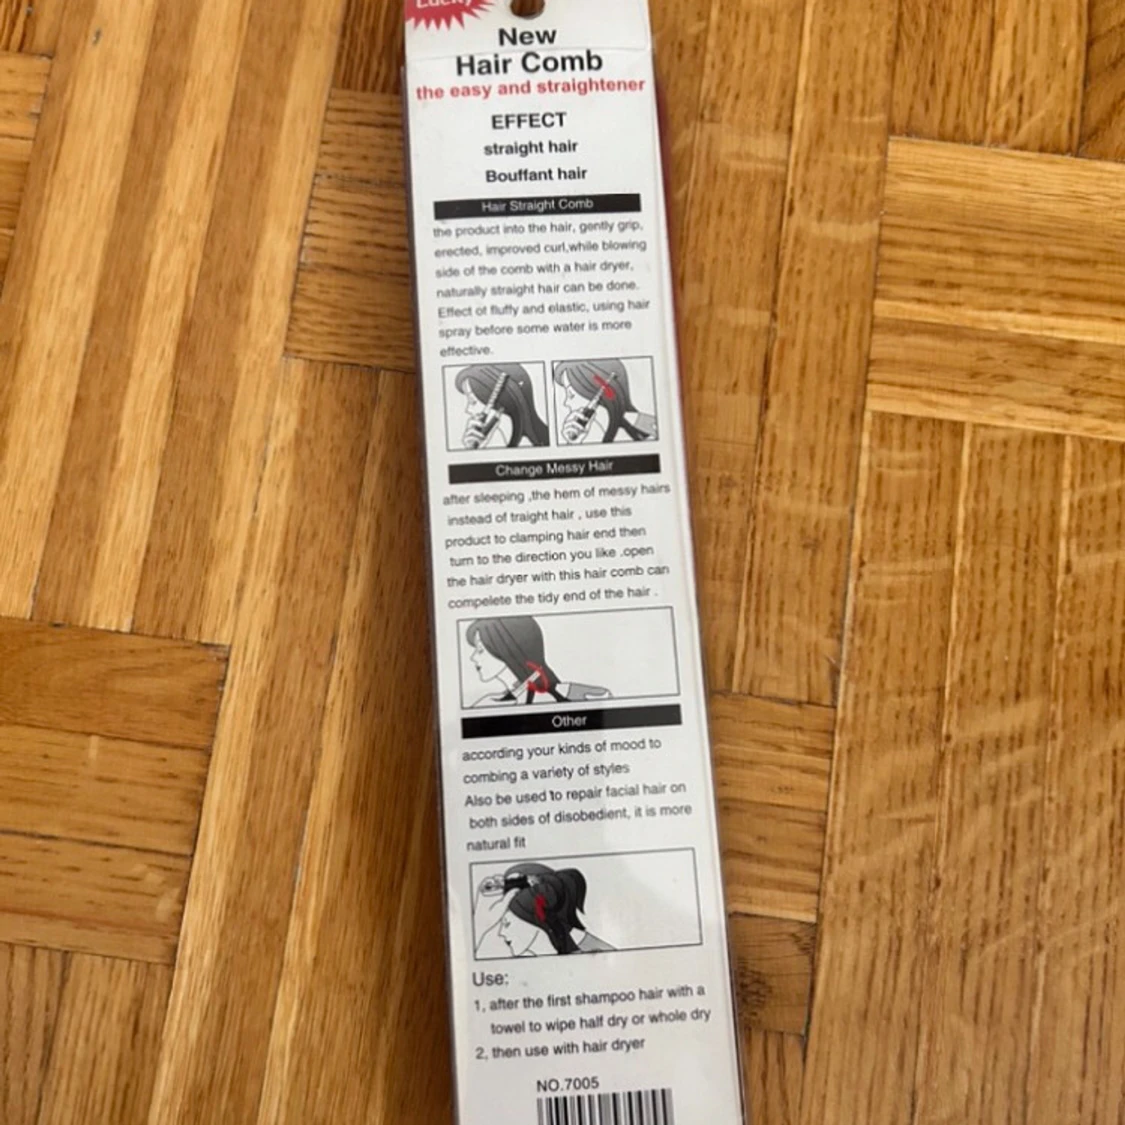 Lucky
New
Hair Comb
the easy and straightener
EFFECT
straight hair
Bouffant hair
Hair Straight Comb
the product into the hair, gently grip,
erected, improved curl,while blowing
side of the comb with a hair dryer,
naturally straight hair can be done.
Effect of fluffy and elastic, using hair
spray before some water is more
effective.
Change Messy Hair
after sleeping ,the hem of messy hairs
instead of traight hair , use this
product to clamping hair end then
turn to the direction you like .open
the hair dryer with this hair comb can
compelete the tidy end of the hair .
Other
according your kinds of mood to
combing a variety of styles
Also be used to repair facial hair on
both sides of disobedient, it is more
natural fit
Use:
1, after the first shampoo hair with a
towel to wipe half dry or whole dry
2, then use with hair dryer
NO.7005